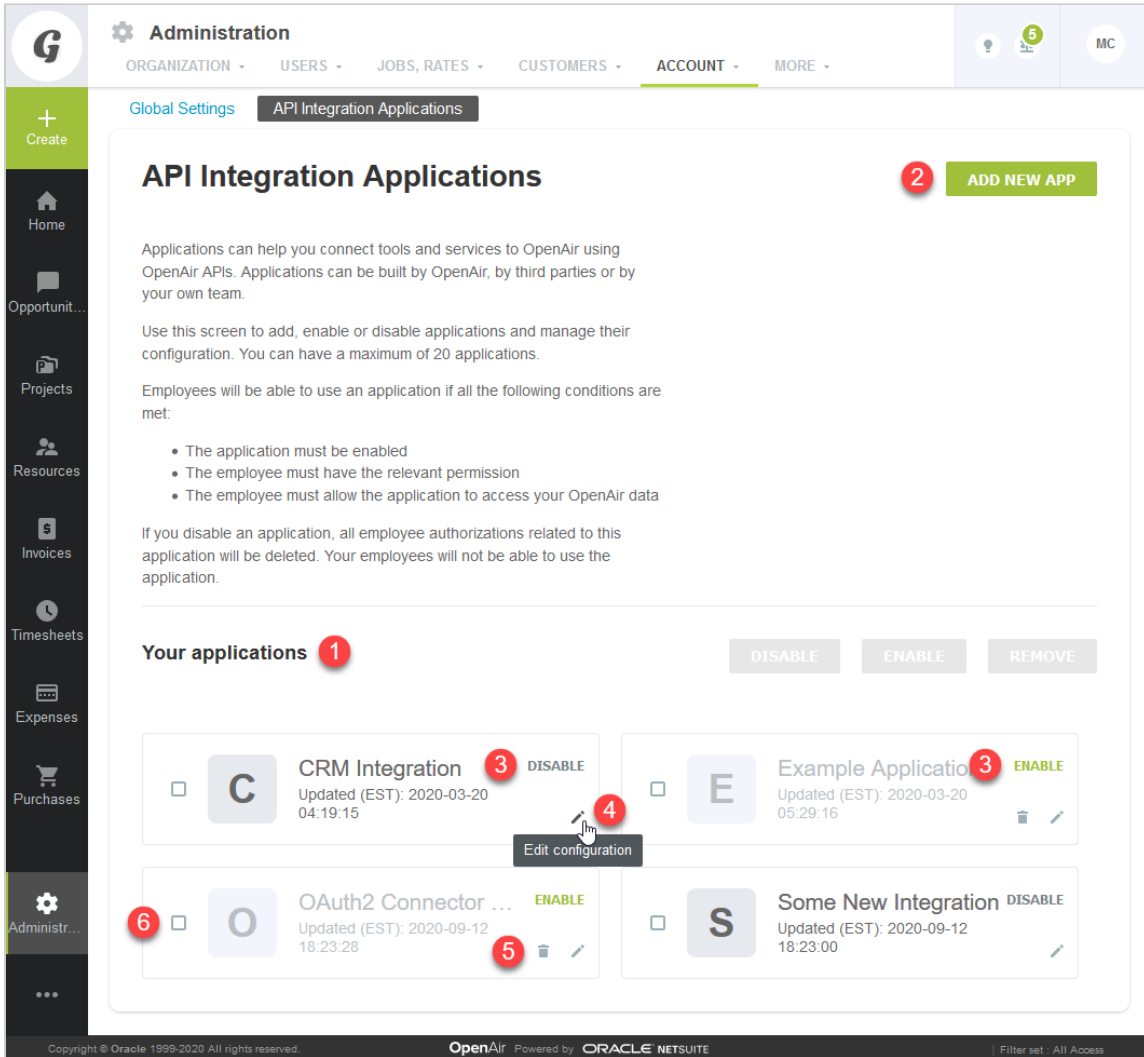 G
Administration
5
MC
ORGANIZATION
USERS
JOBS, RATES
CUSTOMERS
ACCOUNT
MORE
Create
Home
Opportunit...
Projects
Resources
Invoices
Timesheets
Expenses
Purchases
Administr...
Global Settings
API Integration Applications
API Integration Applications
2
ADD NEW APP
Applications can help you connect tools and services to OpenAir using
OpenAir APIs. Applications can be built by OpenAir, by third parties or by
your own team.
Use this screen to add, enable or disable applications and manage their
configuration. You can have a maximum of 20 applications.
Employees will be able to use an application if all the following conditions are
met:
• The application must be enabled
• The employee must have the relevant permission
• The employee must allow the application to access your OpenAir data
If you disable an application, all employee authorizations related to this
application will be deleted. Your employees will not be able to use the
application.
Your applications 1
DISABLE
ENABLE
REMOVE
C
CRM Integration
3
DISABLE
Updated (EST): 2020-03-20
04:19:15
4
Edit configuration
E
Example Applicatio
3
ENABLE
Updated (EST): 2020-03-20
05:29:16
6
O
OAuth2 Connector ...
ENABLE
Updated (EST): 2020-09-12
18:23:28
5
S
Some New Integration
DISABLE
Updated (EST): 2020-09-12
18:23:00
Copyright © Oracle 1999-2020 All rights reserved.
OpenAir Powered by ORACLE NETSUITE
| Filter set : All Access